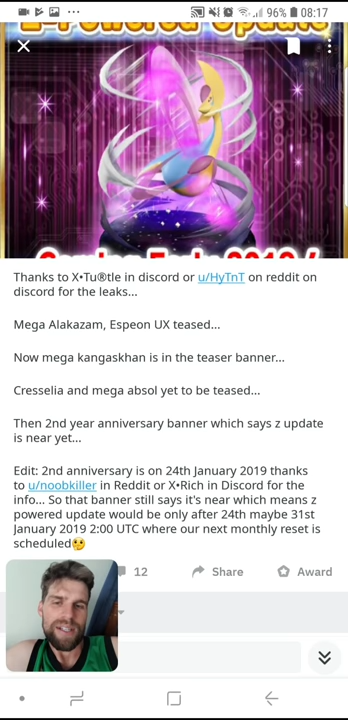 96% 08:17
Z-Powered Update
Thanks to X•Tu®tle in discord or u/HyTnT on reddit on
discord for the leaks...
Mega Alakazam, Espeon UX teased...
Now mega kangaskhan is in the teaser banner...
Cresselia and mega absol yet to be teased...
Then 2nd year anniversary banner which says z update
is near yet...
Edit: 2nd anniversary is on 24th January 2019 thanks
to u/noobkiller in Reddit or X•Rich in Discord for the
info... So that banner still says it's near which means z
powered update would be only after 24th maybe 31st
January 2019 2:00 UTC where our next monthly reset is
scheduled🤔
12 Share Award